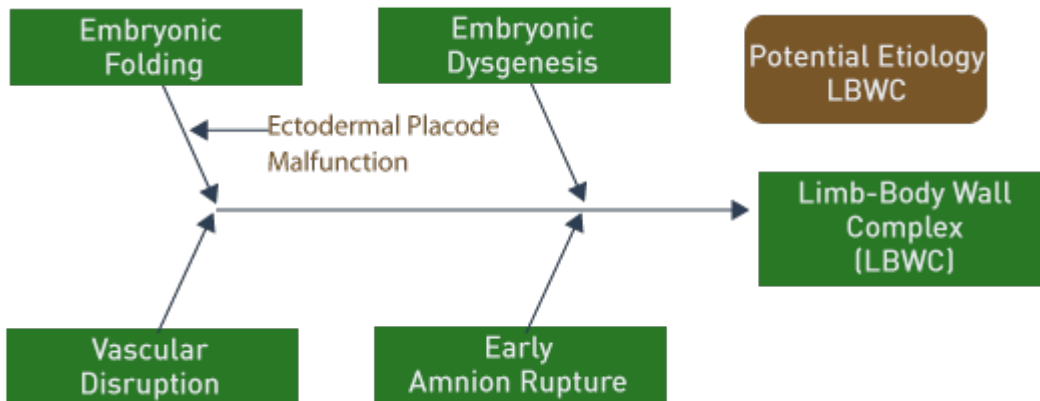 Embryonic
Folding
Embryonic
Dysgenesis
Potential Etiology
LBWC
Ectodermal Placode
Malfunction
Limb-Body Wall
Complex
(LBWC)
Vascular
Disruption
Early
Amnion Rupture